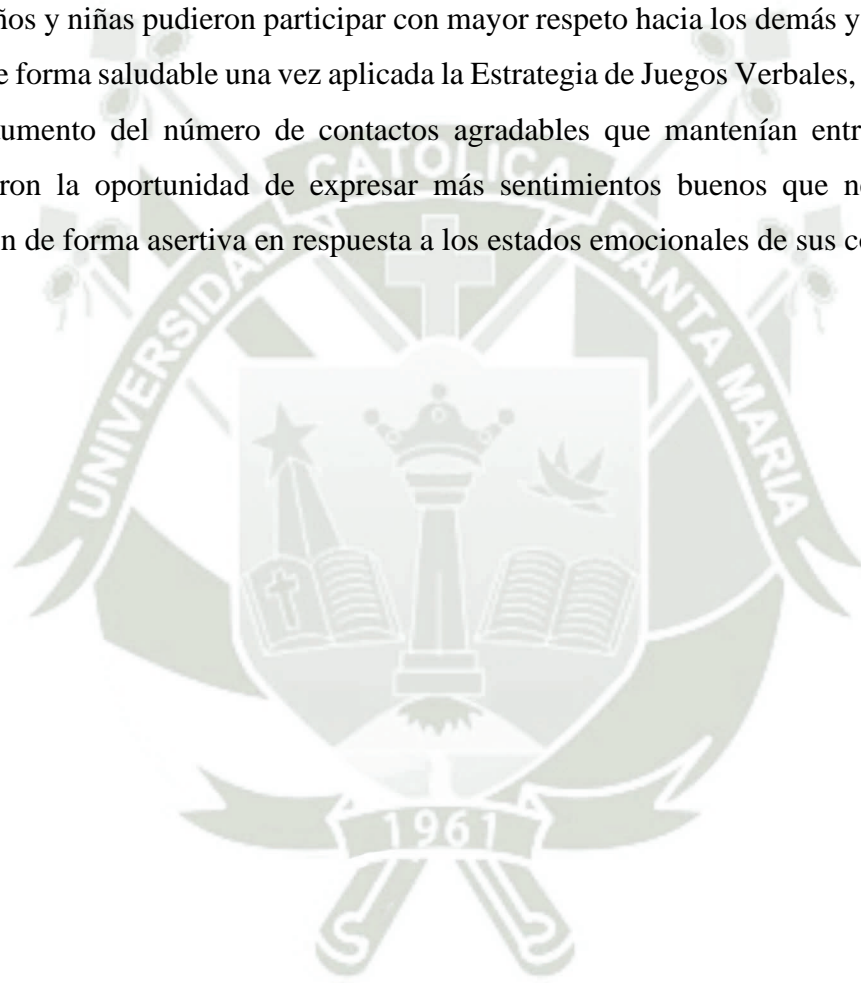 ños y niñas pudieron participar con mayor respeto hacia los demás y
e forma saludable una vez aplicada la Estrategia de Juegos Verbales,
umento del número de contactos agradables que mantenían entr
ron la oportunidad de expresar más sentimientos buenos que n
n de forma asertiva en respuesta a los estados emocionales de sus c
UNIVERSIDAD CATOLICA SANTA MARIA
1961